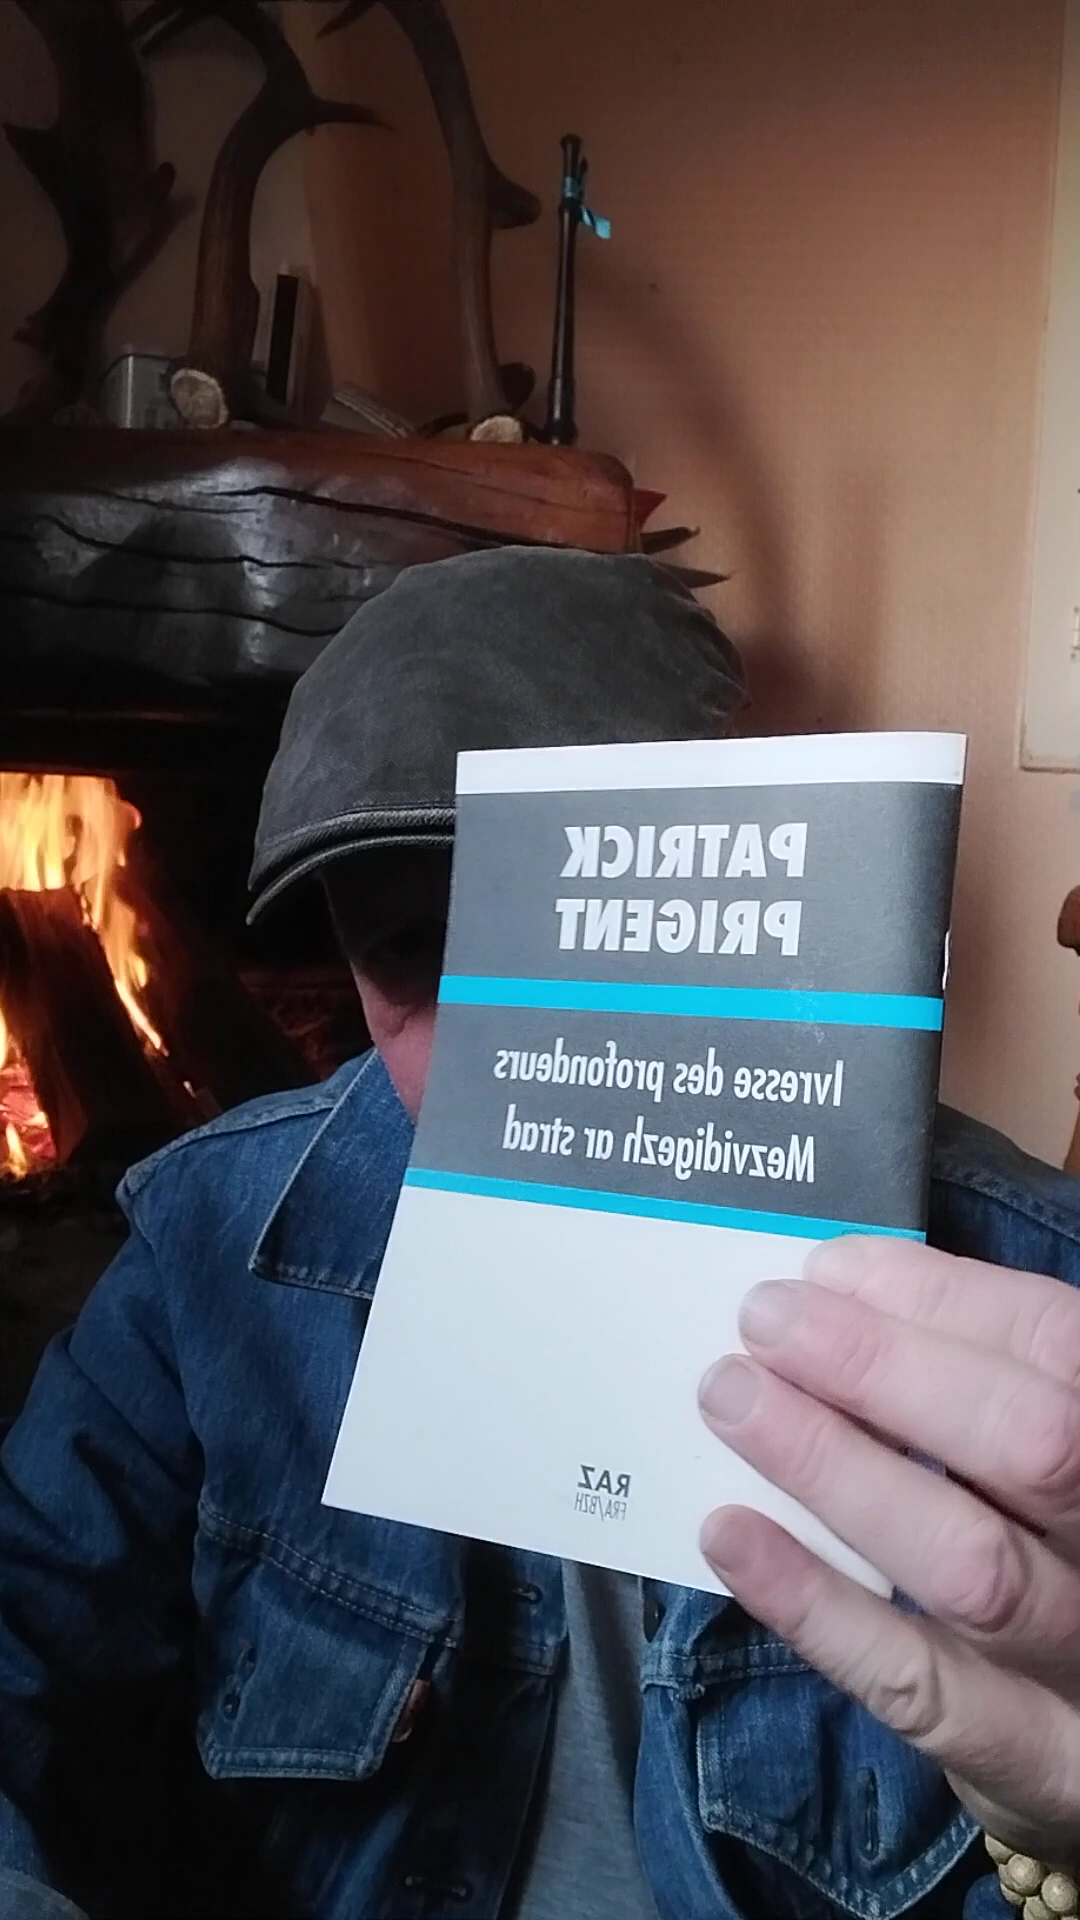 PATRICK
PRIGENT
Ivresse des profondeurs
Mezvidigezh ar strad
RAZ
FRA/BZH